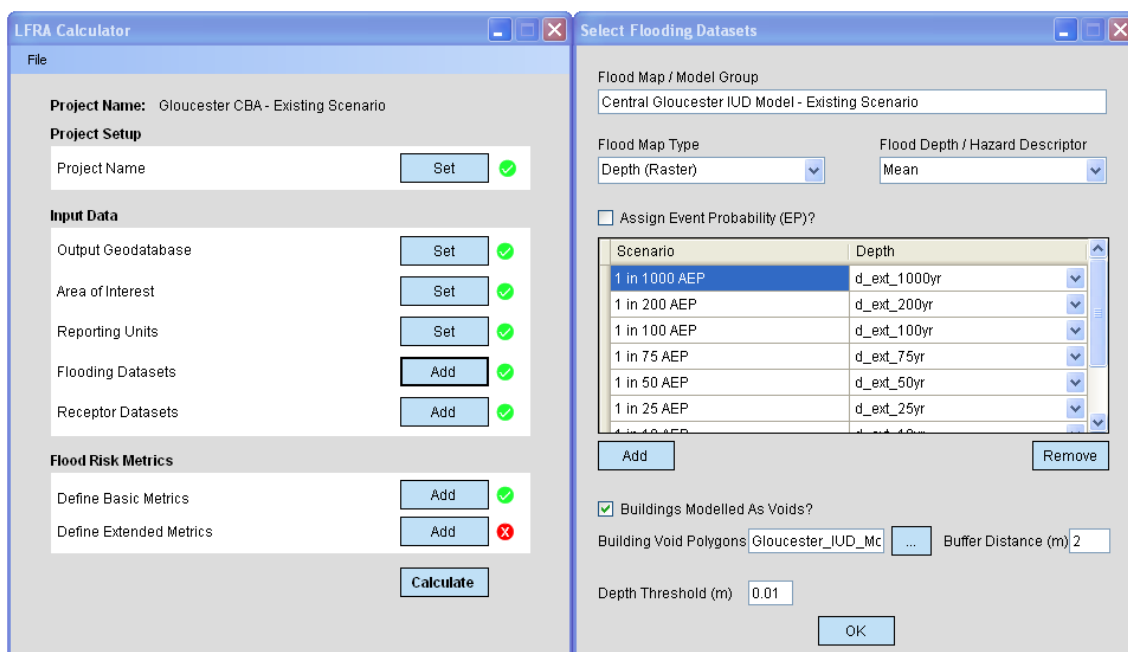 LFRA Calculator
File
Project Name: Gloucester CBA - Existing Scenario
Project Setup
Project Name Set
Input Data
Output Geodatabase Set
Area of Interest Set
Reporting Units Set
Flooding Datasets Add
Receptor Datasets Add
Flood Risk Metrics
Define Basic Metrics Add
Define Extended Metrics Add
Calculate
Select Flooding Datasets
Flood Map / Model Group
Central Gloucester IUD Model - Existing Scenario
Flood Map Type Flood Depth / Hazard Descriptor
Depth (Raster) Mean
Assign Event Probability (EP)?
Scenario Depth
1 in 1000 AEP d_ext_1000yr
1 in 200 AEP d_ext_200yr
1 in 100 AEP d_ext_100yr
1 in 75 AEP d_ext_75yr
1 in 50 AEP d_ext_50yr
1 in 25 AEP d_ext_25yr
Add Remove
Buildings Modelled As Voids?
Building Void Polygons Gloucester_IUD_Mc ... Buffer Distance (m) 2
Depth Threshold (m) 0.01
OK